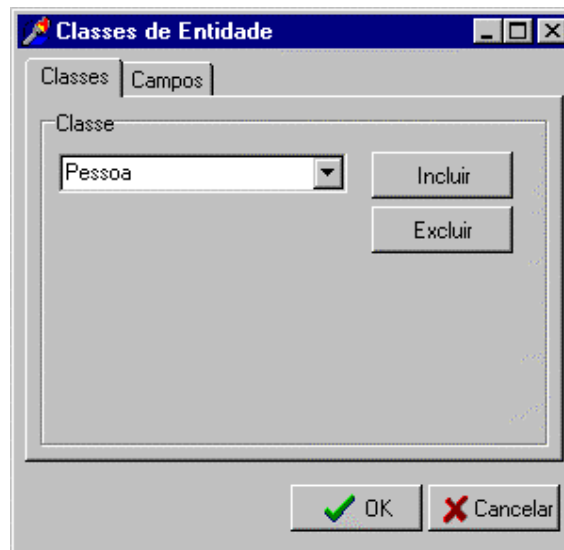 Classes de Entidade
Classes Campos
Classe
Pessoa Incluir
Excluir
OK Cancelar